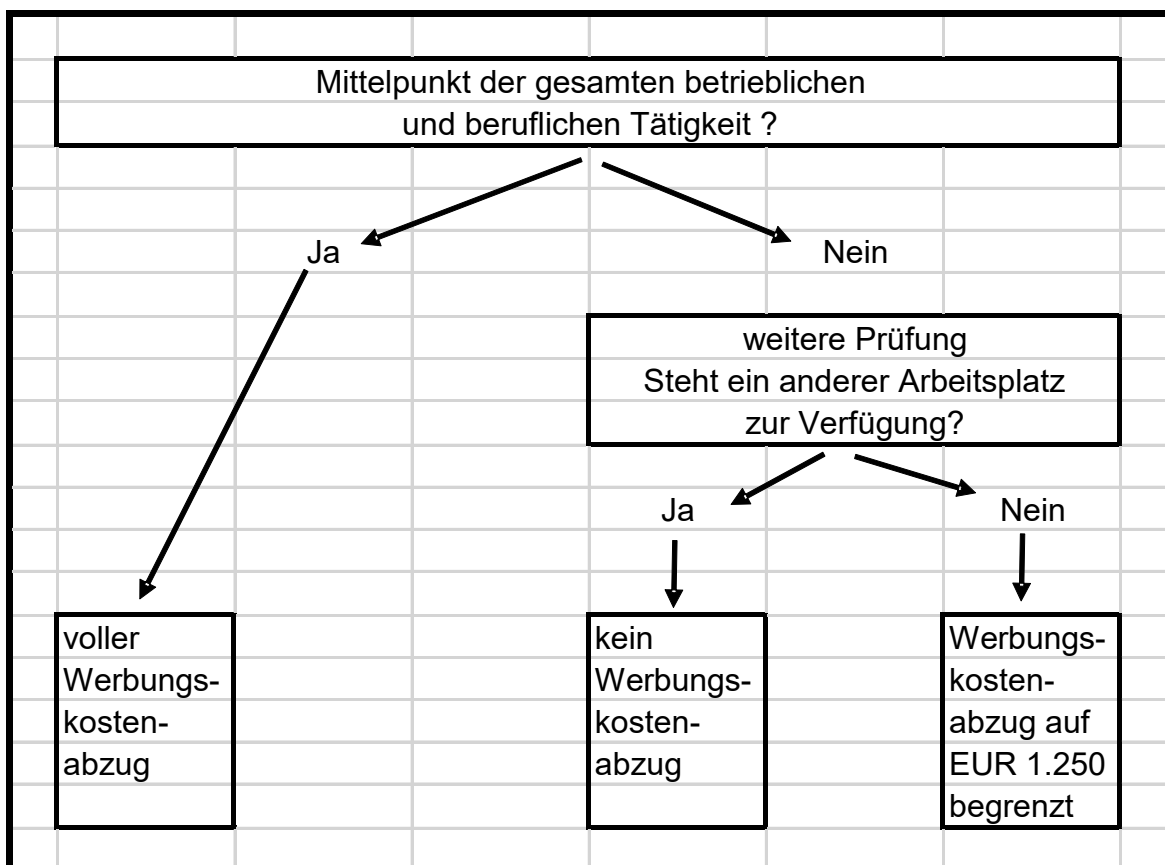 Mittelpunkt der gesamten betrieblichen
und beruflichen Tätigkeit ?
Ja
Nein
weitere Prüfung
Steht ein anderer Arbeitsplatz
zur Verfügung?
Ja
Nein
voller
Werbungs-
kosten-
abzug
kein
Werbungs-
kosten-
abzug
Werbungs-
kosten-
abzug auf
EUR 1.250
begrenzt